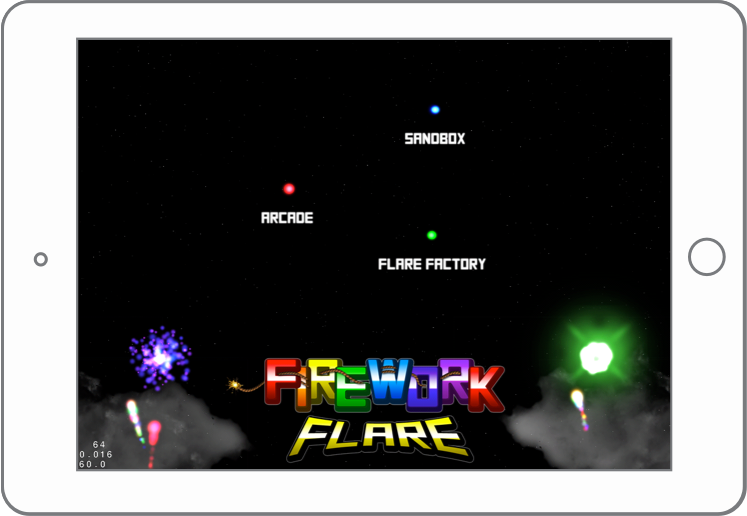 SANDBOX
ARCADE
FLARE FACTORY
FIREWORK
FLARE
64
0.016
60.0